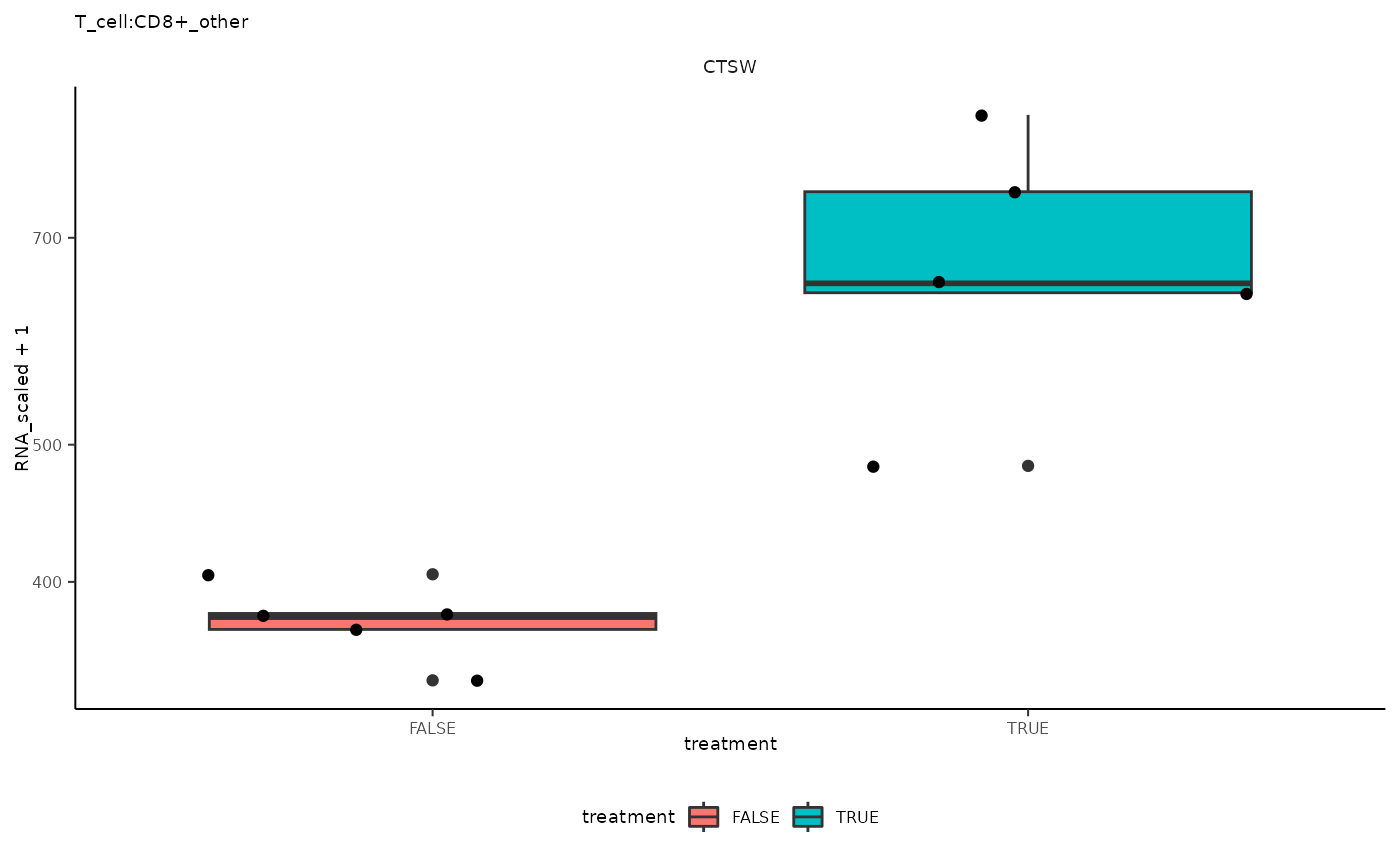 T_cell:CD8+_other
CTSW
RNA_scaled + 1
700
500
400
FALSE
TRUE
treatment
treatment FALSE TRUE